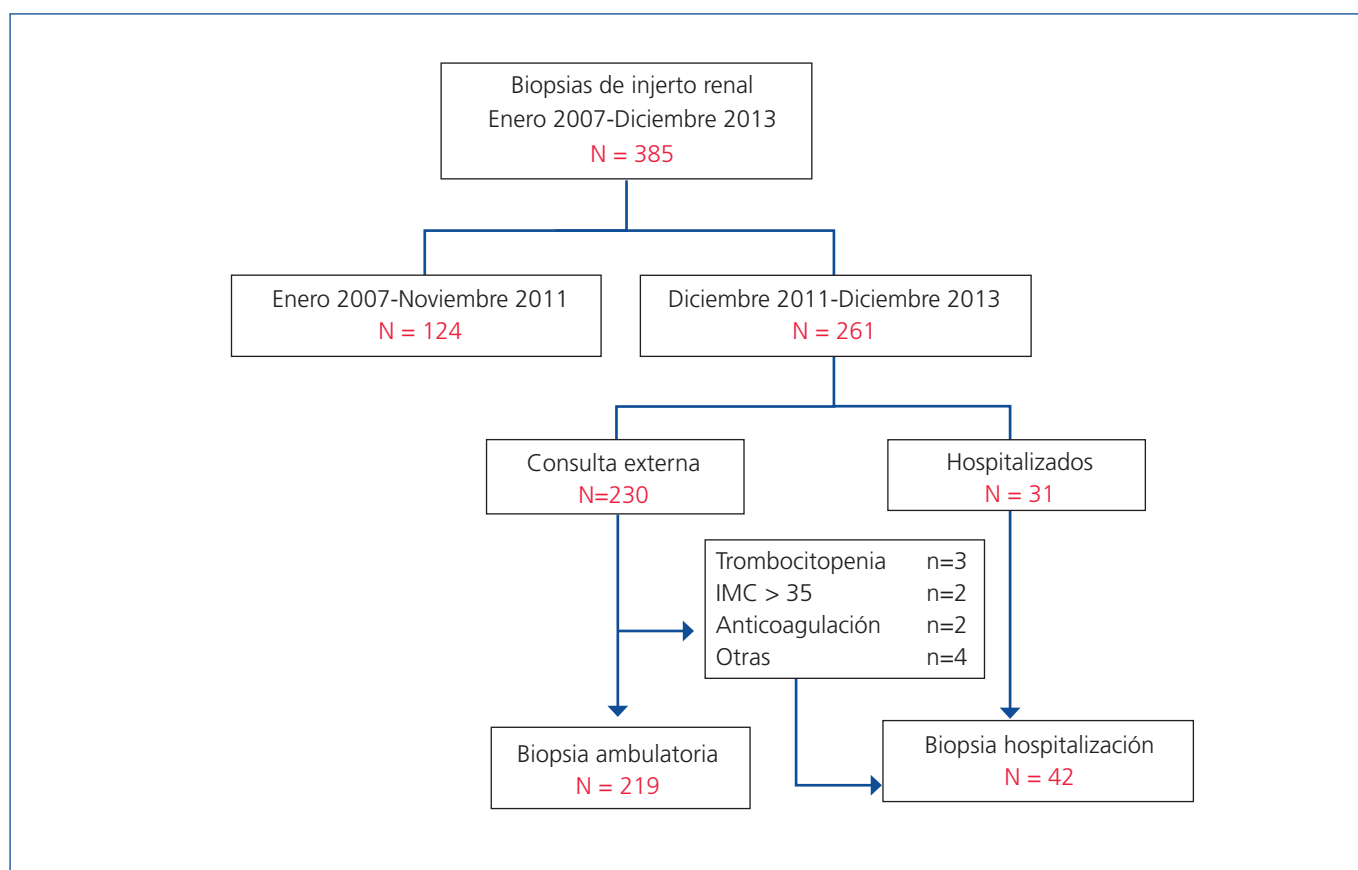 Biopsias de injerto renal
Enero 2007-Diciembre 2013
N = 385
Enero 2007-Noviembre 2011
N = 124
Diciembre 2011-Diciembre 2013
N = 261
Consulta externa
N=230
Hospitalizados
N = 31
Trombocitopenia n=3
IMC > 35 n=2
Anticoagulación n=2
Otras n=4
Biopsia ambulatoria
N = 219
Biopsia hospitalización
N = 42